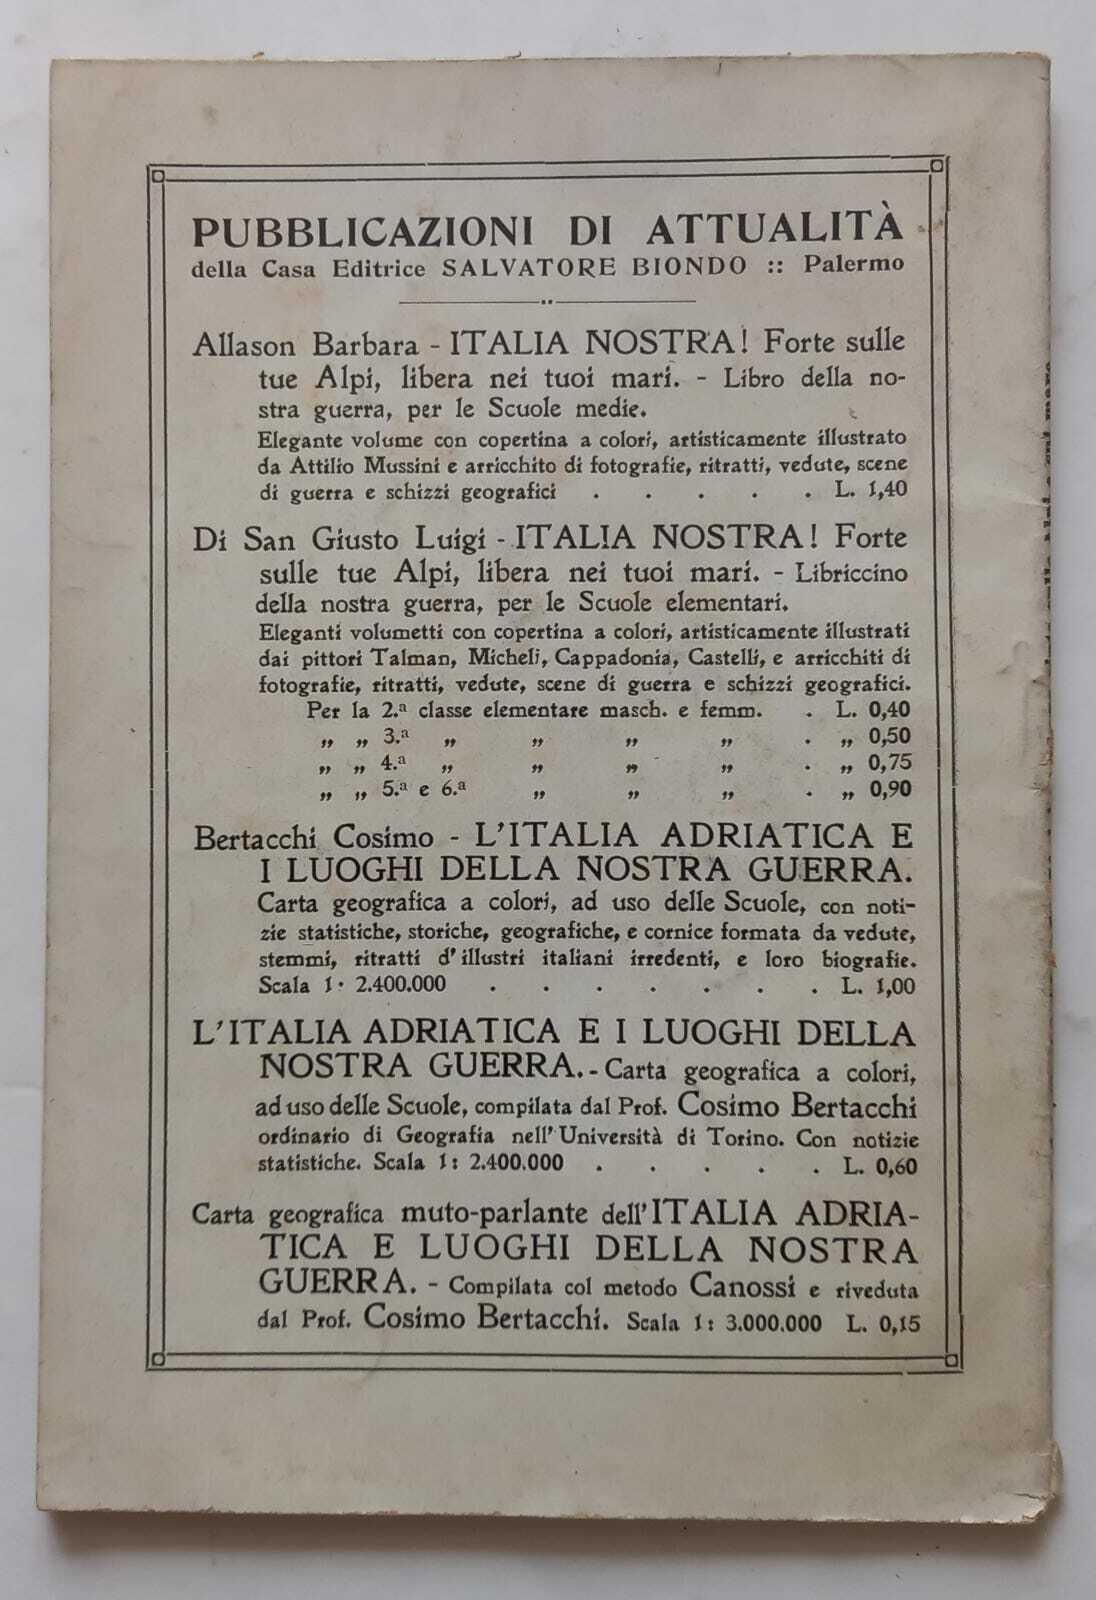 PUBBLICAZIONI DI ATTUALITÀ
della Casa Editrice SALVATORE BIONDO :: Palermo
Allason Barbara - ITALIA NOSTRA! Forte sulle
tue Alpi, libera nei tuoi mari. - Libro della no-
stra guerra, per le Scuole medie.
Elegante volume con copertina a colori, artisticamente illustrato
da Attilio Mussini e arricchito di fotografie, ritratti, vedute, scene
di guerra e schizzi geografici . . . . . L. 1,40
Di San Giusto Luigi - ITALIA NOSTRA! Forte
sulle tue Alpi, libera nei tuoi mari. - Libriccino
della nostra guerra, per le Scuole elementari.
Eleganti volumetti con copertina a colori, artisticamente illustrati
dai pittori Talman, Micheli, Cappadonia, Castelli, e arricchiti di
fotografie, ritratti, vedute, scene di guerra e schizzi geografici.
Per la 2.ª classe elementare masch. e femm. . L. 0,40
„ „ 3.ª „ „ „ „ . „ 0,50
„ „ 4.ª „ „ „ „ . „ 0,75
„ „ 5.ª e 6.ª „ „ „ . „ 0,90
Bertacchi Cosimo - L'ITALIA ADRIATICA E
I LUOGHI DELLA NOSTRA GUERRA.
Carta geografica a colori, ad uso delle Scuole, con noti-
zie statistiche, storiche, geografiche, e cornice formata da vedute,
stemmi, ritratti d'illustri italiani irredenti, e loro biografie.
Scala 1: 2.400.000 . . . . . . . L. 1,00
L'ITALIA ADRIATICA E I LUOGHI DELLA
NOSTRA GUERRA. - Carta geografica a colori,
ad uso delle Scuole, compilata dal Prof. Cosimo Bertacchi
ordinario di Geografia nell'Università di Torino. Con notizie
statistiche. Scala 1: 2.400.000 . . . . . L. 0,60
Carta geografica muto-parlante dell'ITALIA ADRIA-
TICA E LUOGHI DELLA NOSTRA
GUERRA. - Compilata col metodo Canossi e riveduta
dal Prof. Cosimo Bertacchi. Scala 1: 3.000.000 L. 0,15